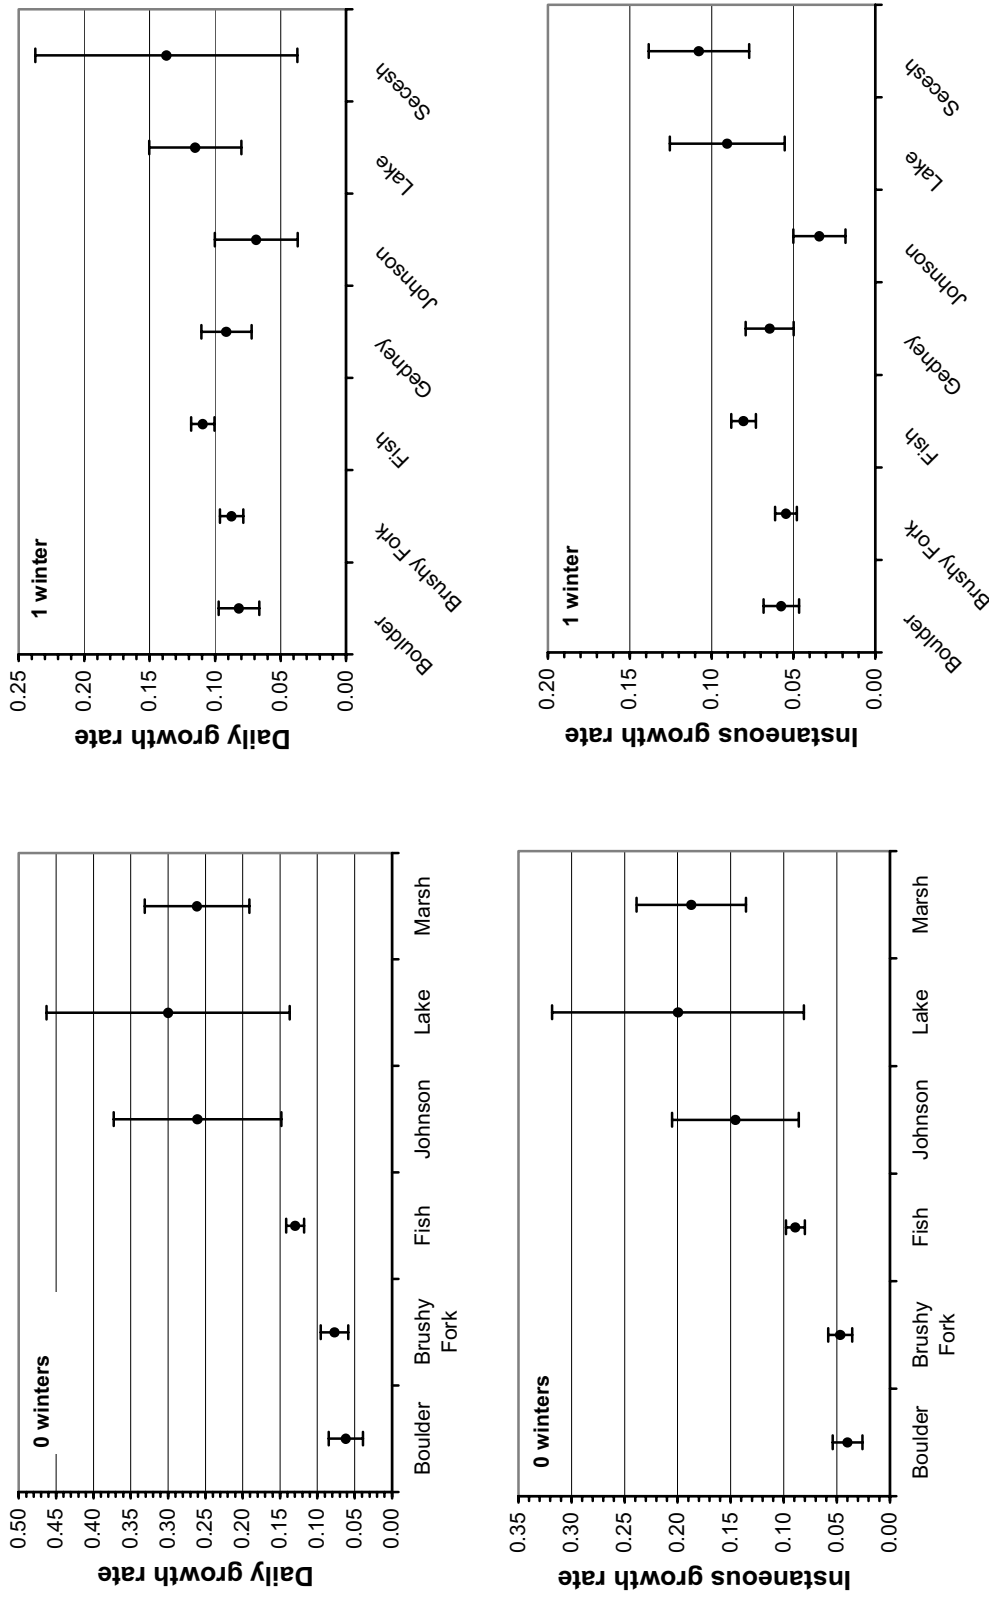 0 winters
Daily growth rate
0.50
0.45
0.40
0.35
0.30
0.25
0.20
0.15
0.10
0.05
0.00
Boulder
Brushy
Fork
Fish
Johnson
Lake
Marsh
1 winter
Daily growth rate
0.25
0.20
0.15
0.10
0.05
0.00
Boulder
Brushy Fork
Fish
Gedney
Johnson
Lake
Secesh
0 winters
Instaneous growth rate
0.35
0.30
0.25
0.20
0.15
0.10
0.05
0.00
Boulder
Brushy
Fork
Fish
Johnson
Lake
Marsh
1 winter
Instaneous growth rate
0.20
0.15
0.10
0.05
0.00
Boulder
Brushy Fork
Fish
Gedney
Johnson
Lake
Secesh